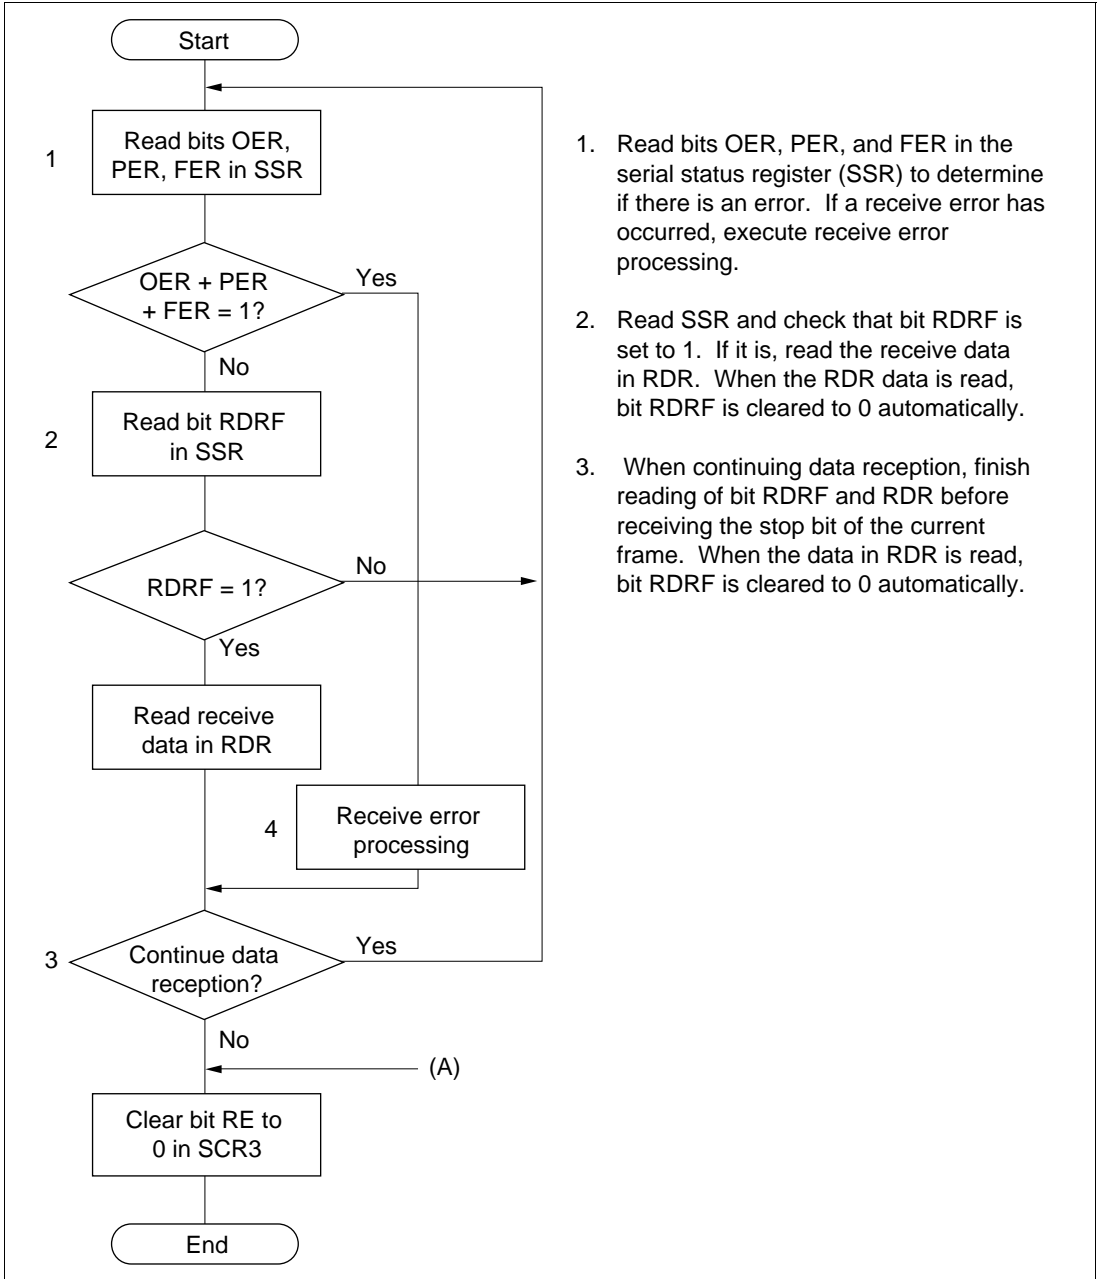 Start
1
Read bits OER,
PER, FER in SSR
OER + PER
+ FER = 1?
Yes
No
2
Read bit RDRF
in SSR
RDRF = 1?
No
Yes
Read receive
data in RDR
4
Receive error
processing
3
Continue data
reception?
Yes
No
(A)
Clear bit RE to
0 in SCR3
End
1. Read bits OER, PER, and FER in the
serial status register (SSR) to determine
if there is an error. If a receive error has
occurred, execute receive error
processing.
2. Read SSR and check that bit RDRF is
set to 1. If it is, read the receive data
in RDR. When the RDR data is read,
bit RDRF is cleared to 0 automatically.
3. When continuing data reception, finish
reading of bit RDRF and RDR before
receiving the stop bit of the current
frame. When the data in RDR is read,
bit RDRF is cleared to 0 automatically.